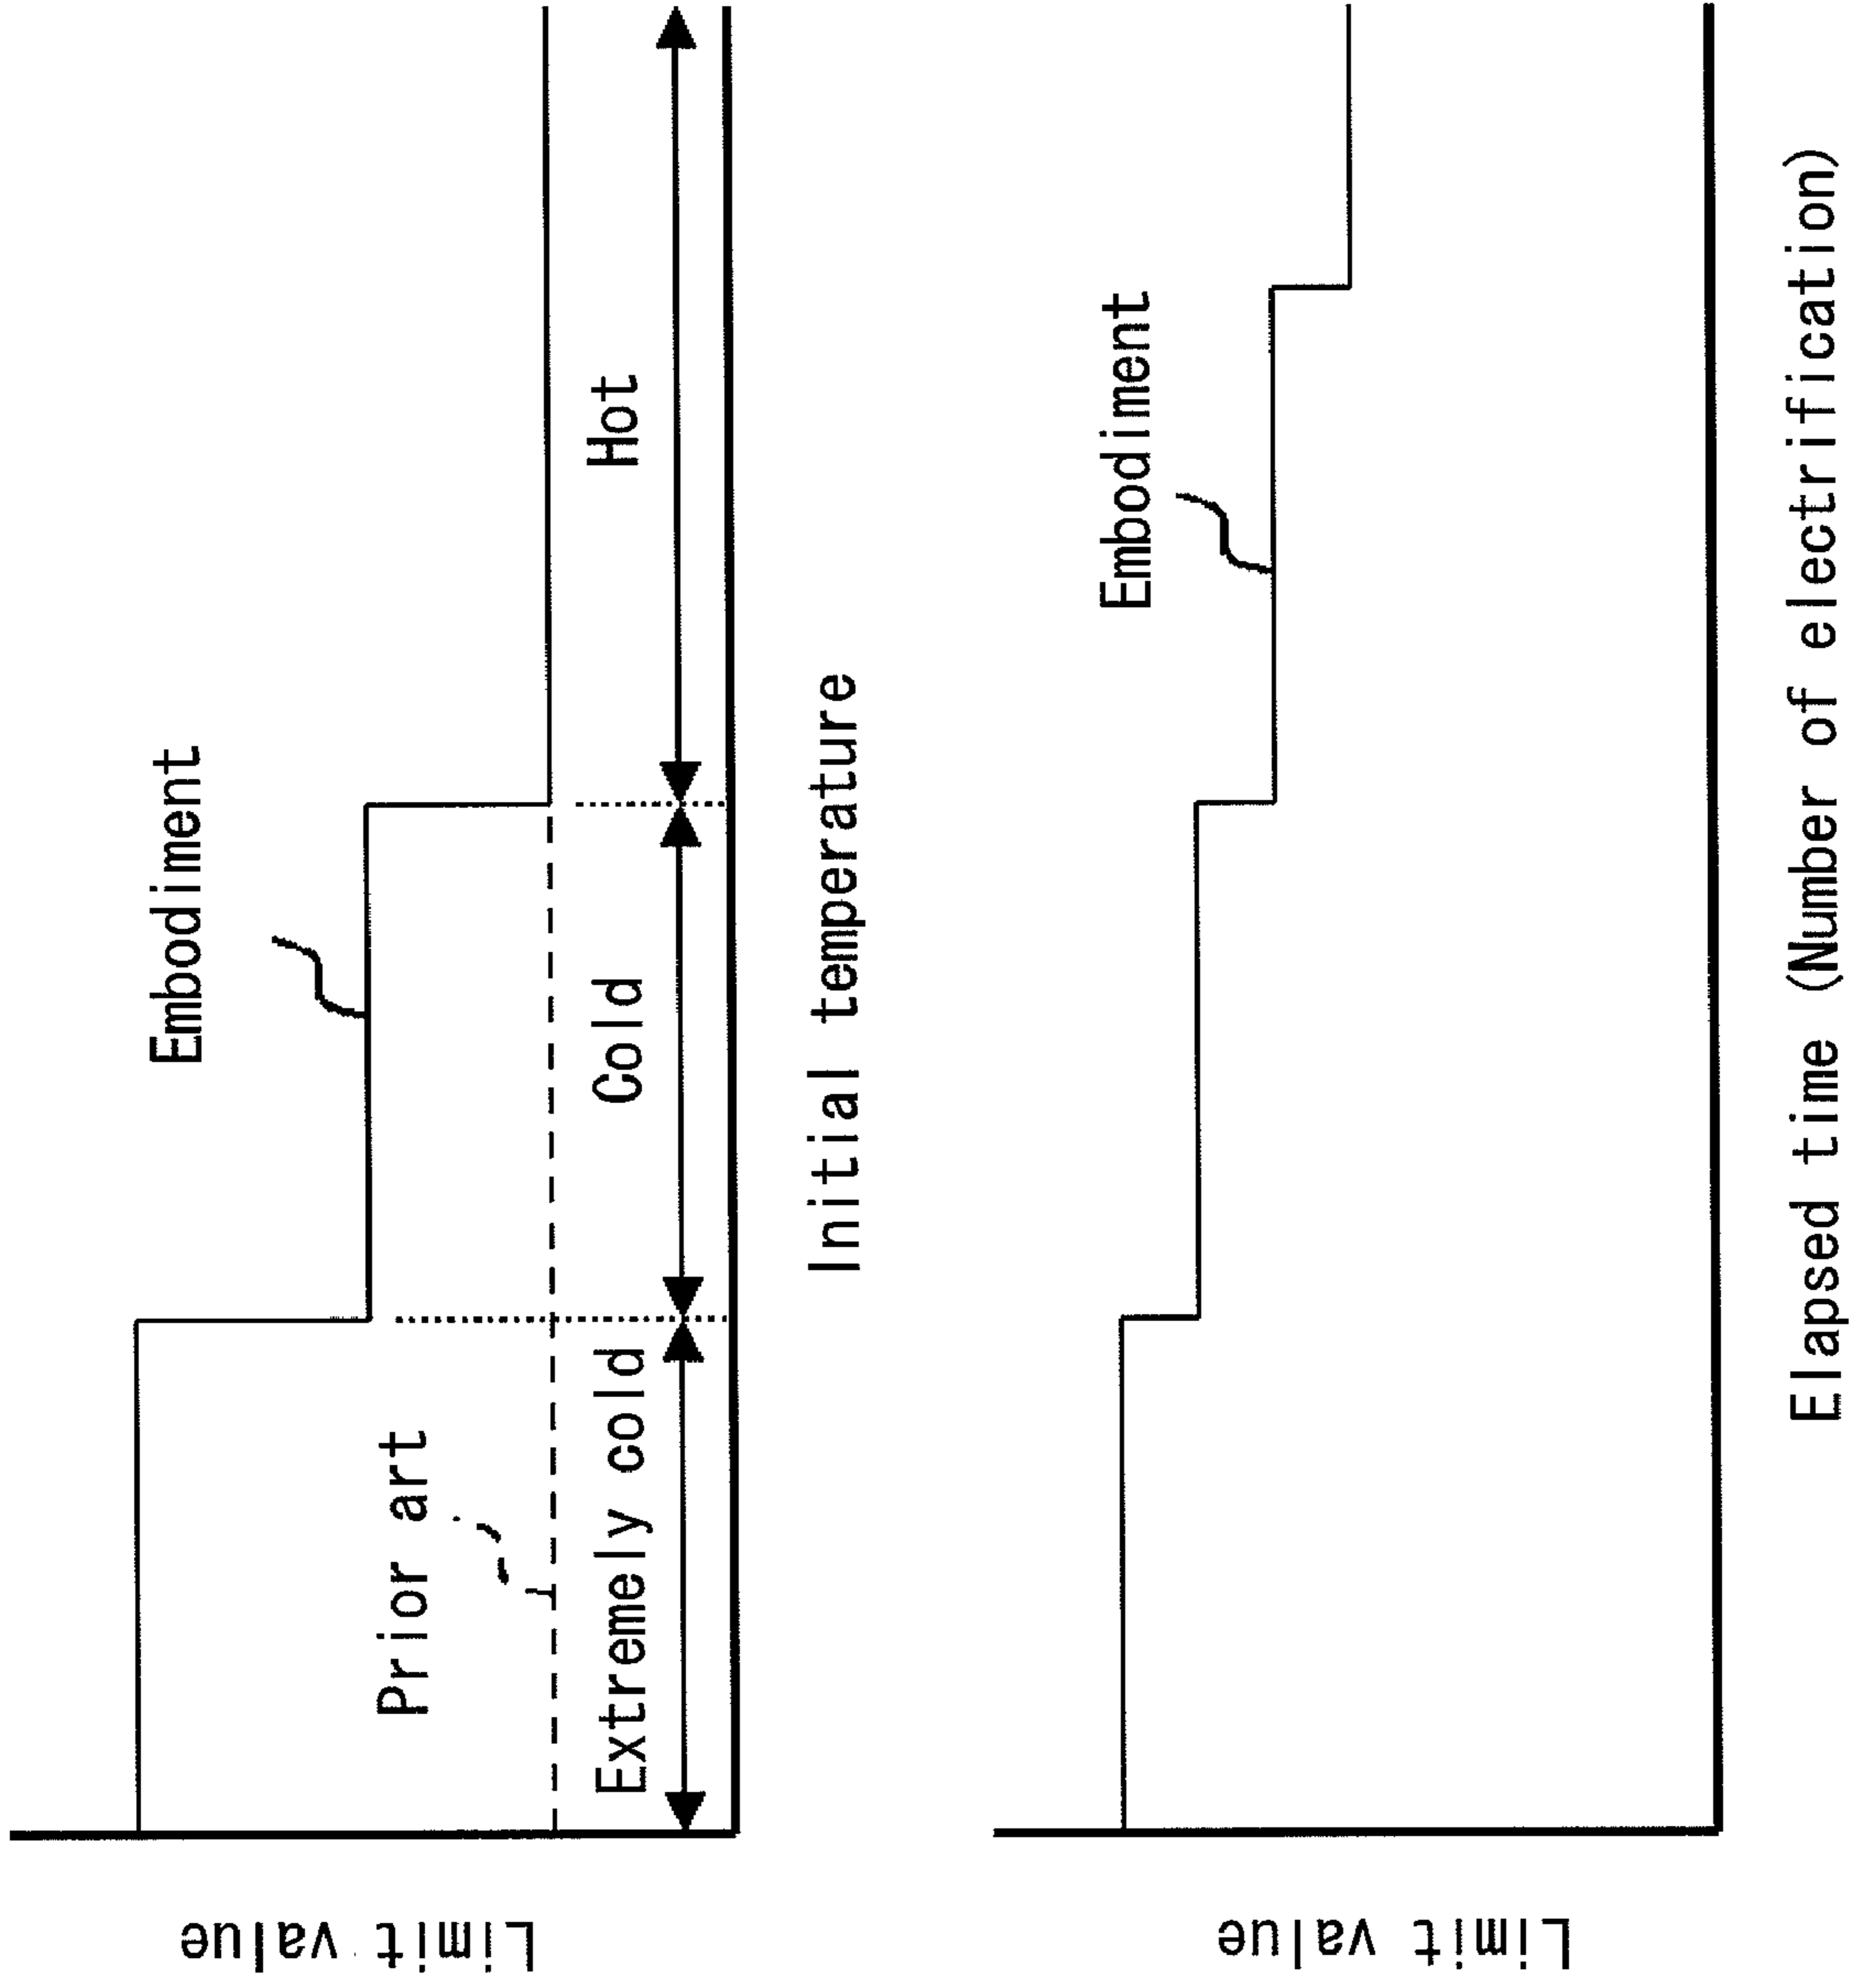 Limit value
Embodiment
Prior art
Extremely cold
Cold
Hot
Initial temperature
Limit value
Embodiment
Elapsed time (Number of electrification)